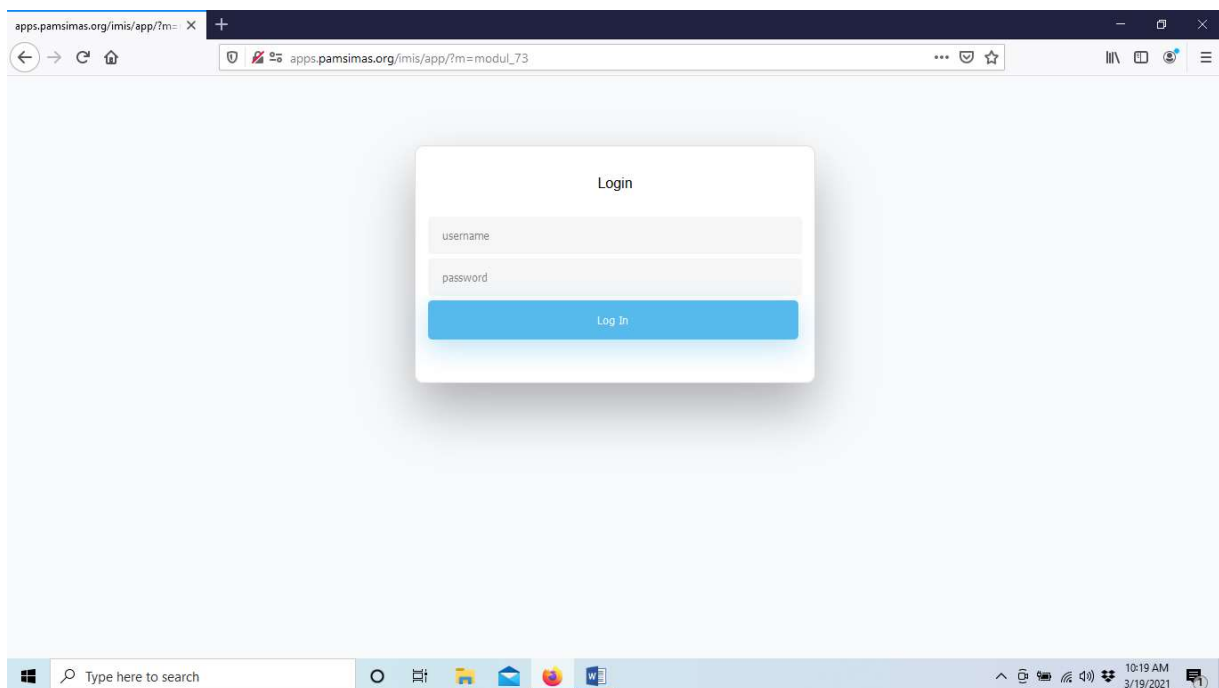 apps.pamsimas.org/imis/app/?m=
apps.pamsimas.org/imis/app/?m=modul_73
Login
username
password
Log In
Type here to search
10:19 AM
3/19/2021